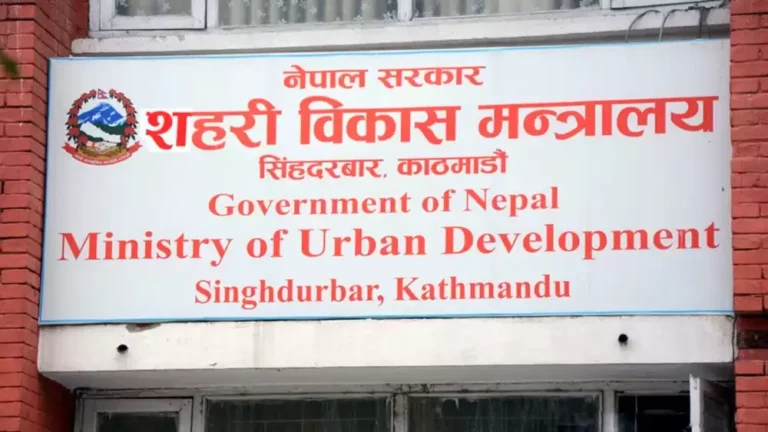 नेपाल सरकार
शहरी विकास मन्त्रालय
सिंहदरबार, काठमाडौं
Government of Nepal
Ministry of Urban Development
Singhdurbar, Kathmandu